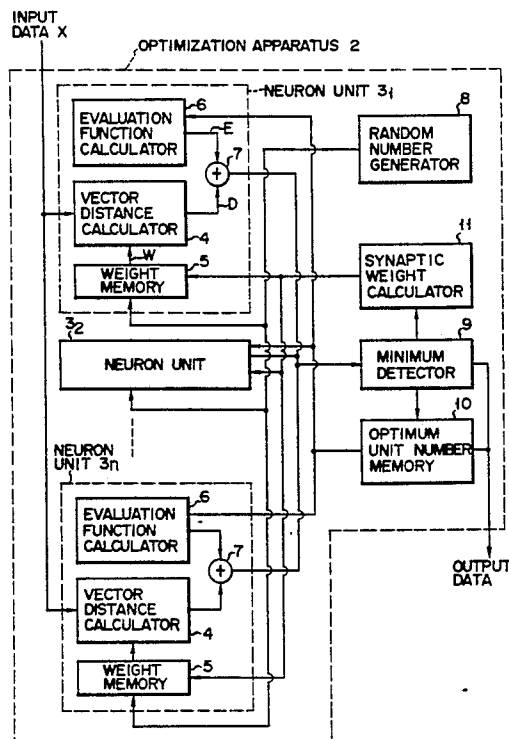 INPUT
DATA X
OPTIMIZATION APPARATUS 2
NEURON UNIT 31
6
EVALUATION
FUNCTION
CALCULATOR
E
7
+
D
VECTOR
DISTANCE
CALCULATOR
4
W
5
WEIGHT
MEMORY
8
RANDOM
NUMBER
GENERATOR
11
SYNAPTIC
WEIGHT
CALCULATOR
32
NEURON UNIT
9
MINIMUM
DETECTOR
10
OPTIMUM
UNIT NUMBER
MEMORY
NEURON
UNIT 3n
6
EVALUATION
FUNCTION
CALCULATOR
7
+
VECTOR
DISTANCE
CALCULATOR
4
5
WEIGHT
MEMORY
OUTPUT
DATA